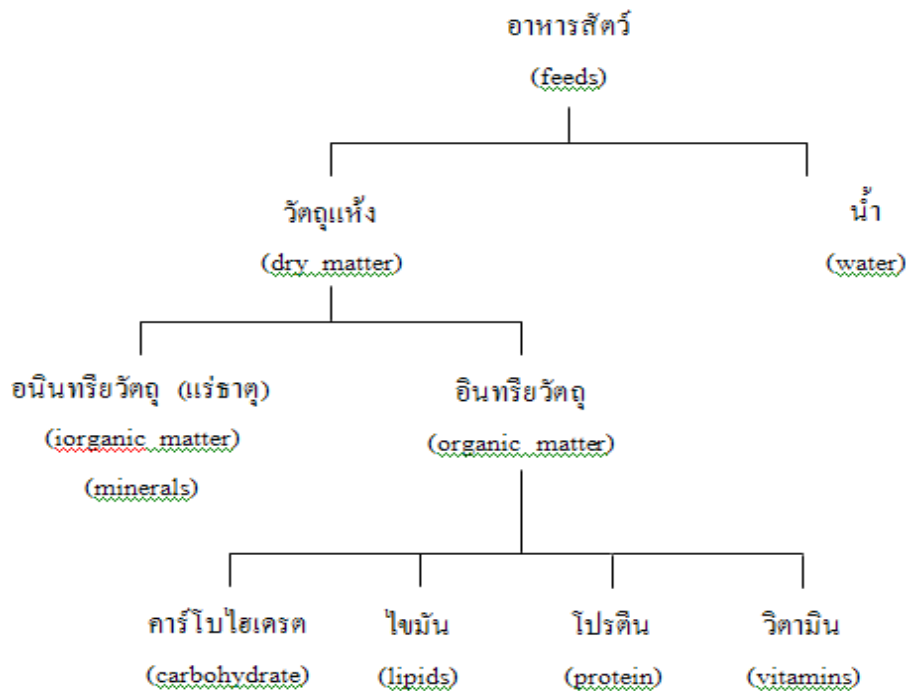 อาหารสัตว์
(feeds)
วัตถุแห้ง
น้ำ
(dry matter)
(water)
อนินทรียวัตถุ (แร่ธาตุ)
อินทรียวัตถุ
(iorganic matter)
(organic matter)
(minerals)
คาร์โบไฮเดรต
ไขมัน
โปรตีน
วิตามิน
(carbohydrate)
(lipids)
(protein)
(vitamins)